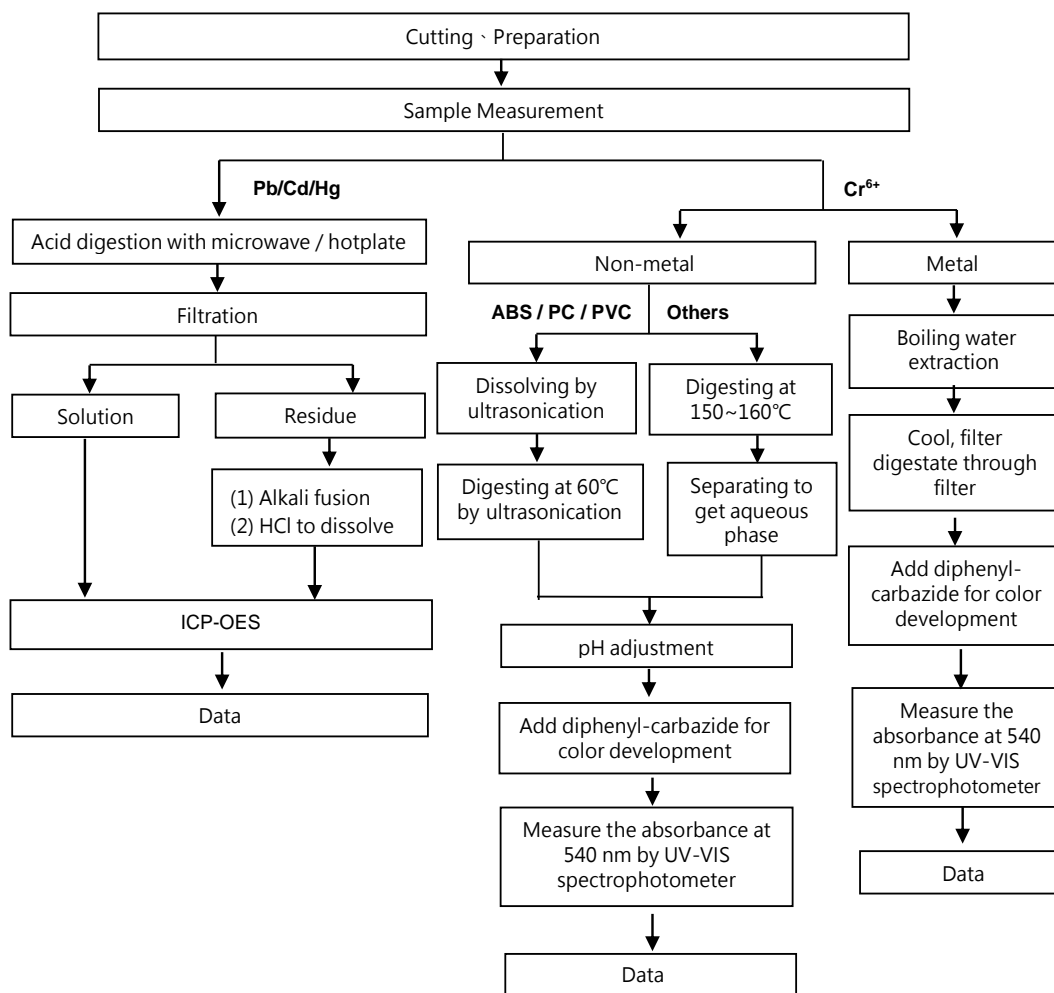 Cutting、Preparation
Sample Measurement
Pb/Cd/Hg
Cr⁶⁺
Acid digestion with microwave / hotplate
Filtration
Solution
Residue
(1) Alkali fusion
(2) HCl to dissolve
ICP-OES
Data
Non-metal
ABS / PC / PVC
Others
Dissolving by
ultrasonication
Digesting at
150~160℃
Digesting at 60℃
by ultrasonication
Separating to
get aqueous
phase
pH adjustment
Add diphenyl-carbazide for
color development
Measure the absorbance at
540 nm by UV-VIS
spectrophotometer
Data
Metal
Boiling water
extraction
Cool, filter
digestate through
filter
Add diphenyl-
carbazide for color
development
Measure the
absorbance at 540
nm by UV-VIS
spectrophotometer
Data